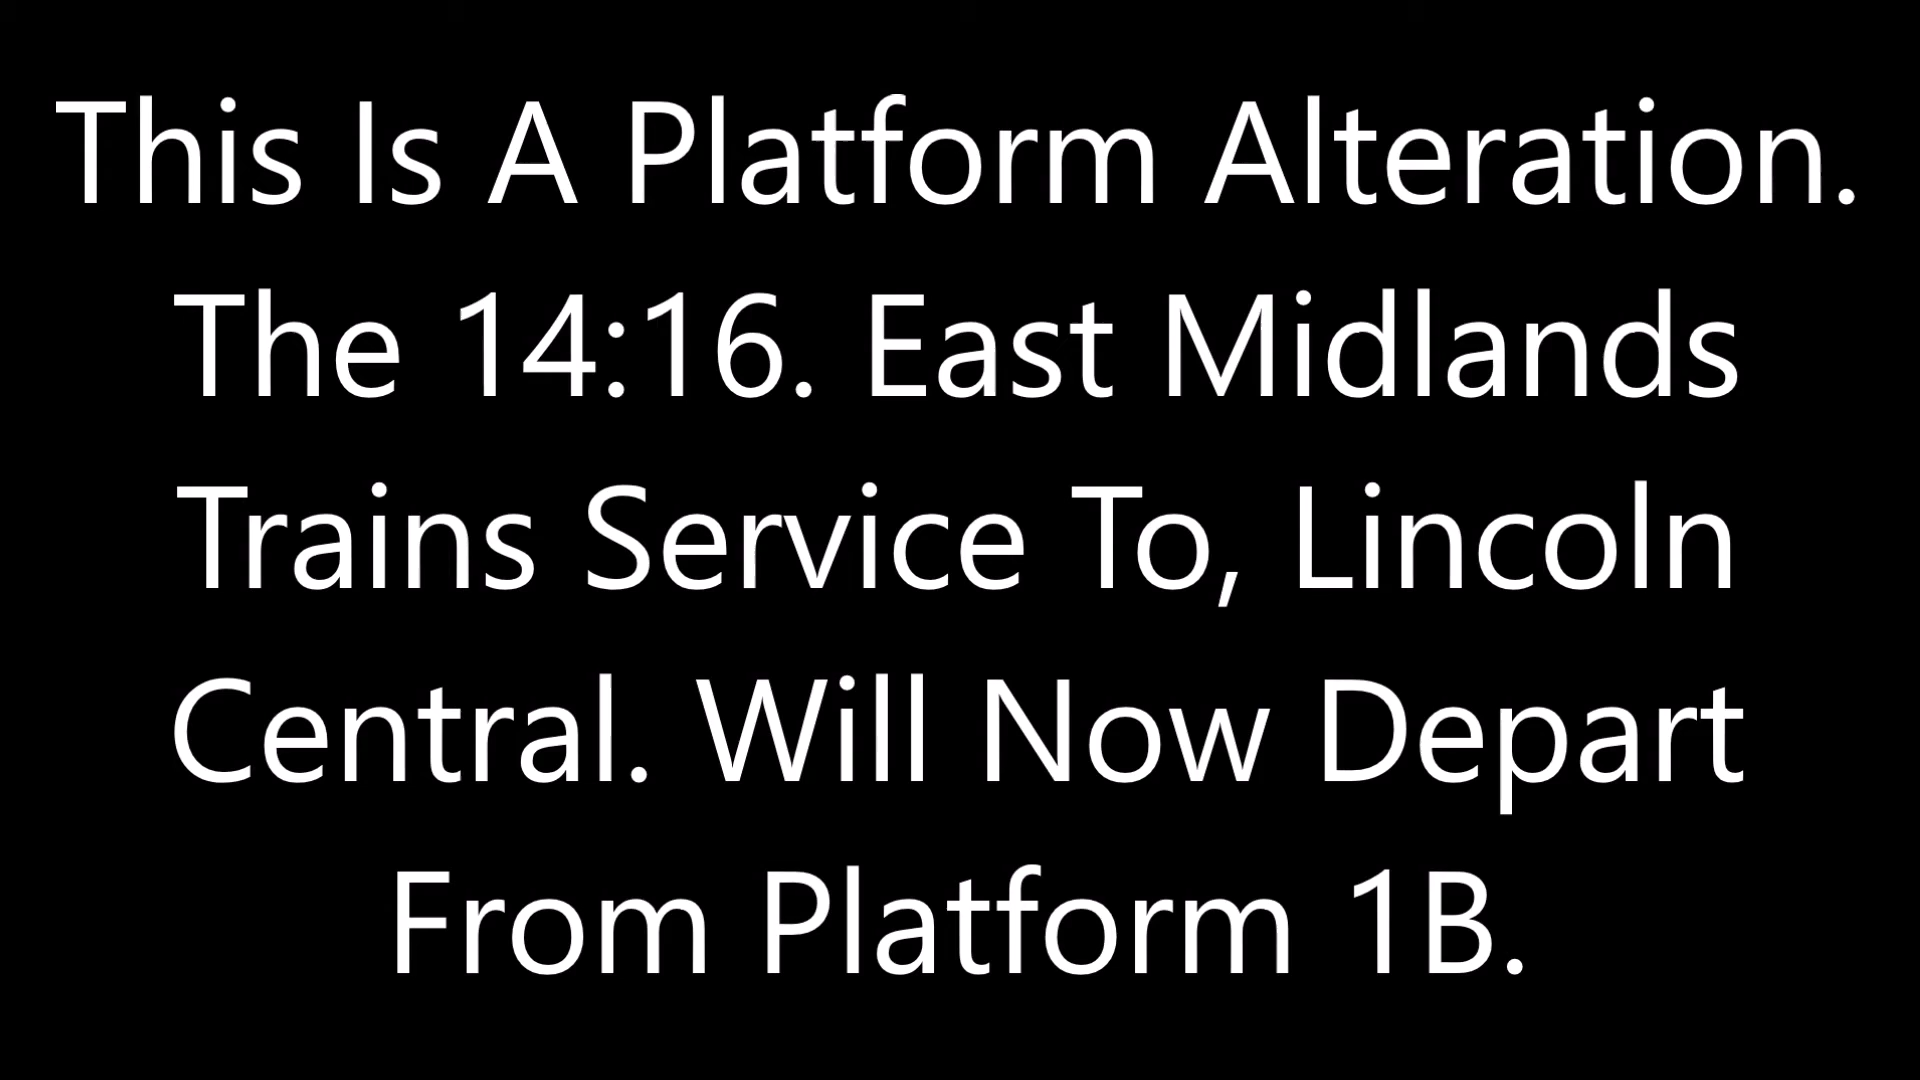 This Is A Platform Alteration.
The 14:16. East Midlands
Trains Service To, Lincoln
Central. Will Now Depart
From Platform 1B.